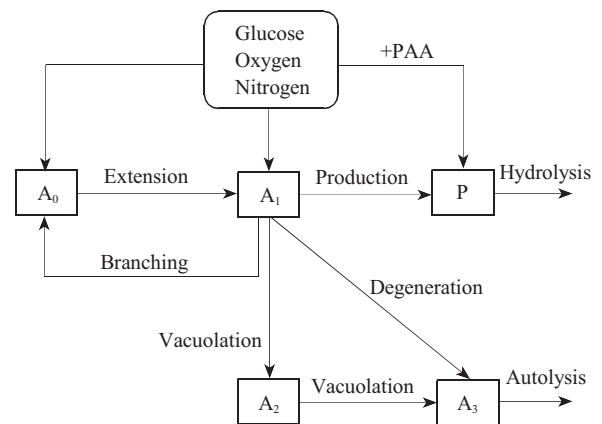 Glucose
Oxygen
Nitrogen
+PAA
A₀
Extension
A₁
Production
P
Hydrolysis
Branching
Degeneration
Vacuolation
A₂
Vacuolation
A₃
Autolysis